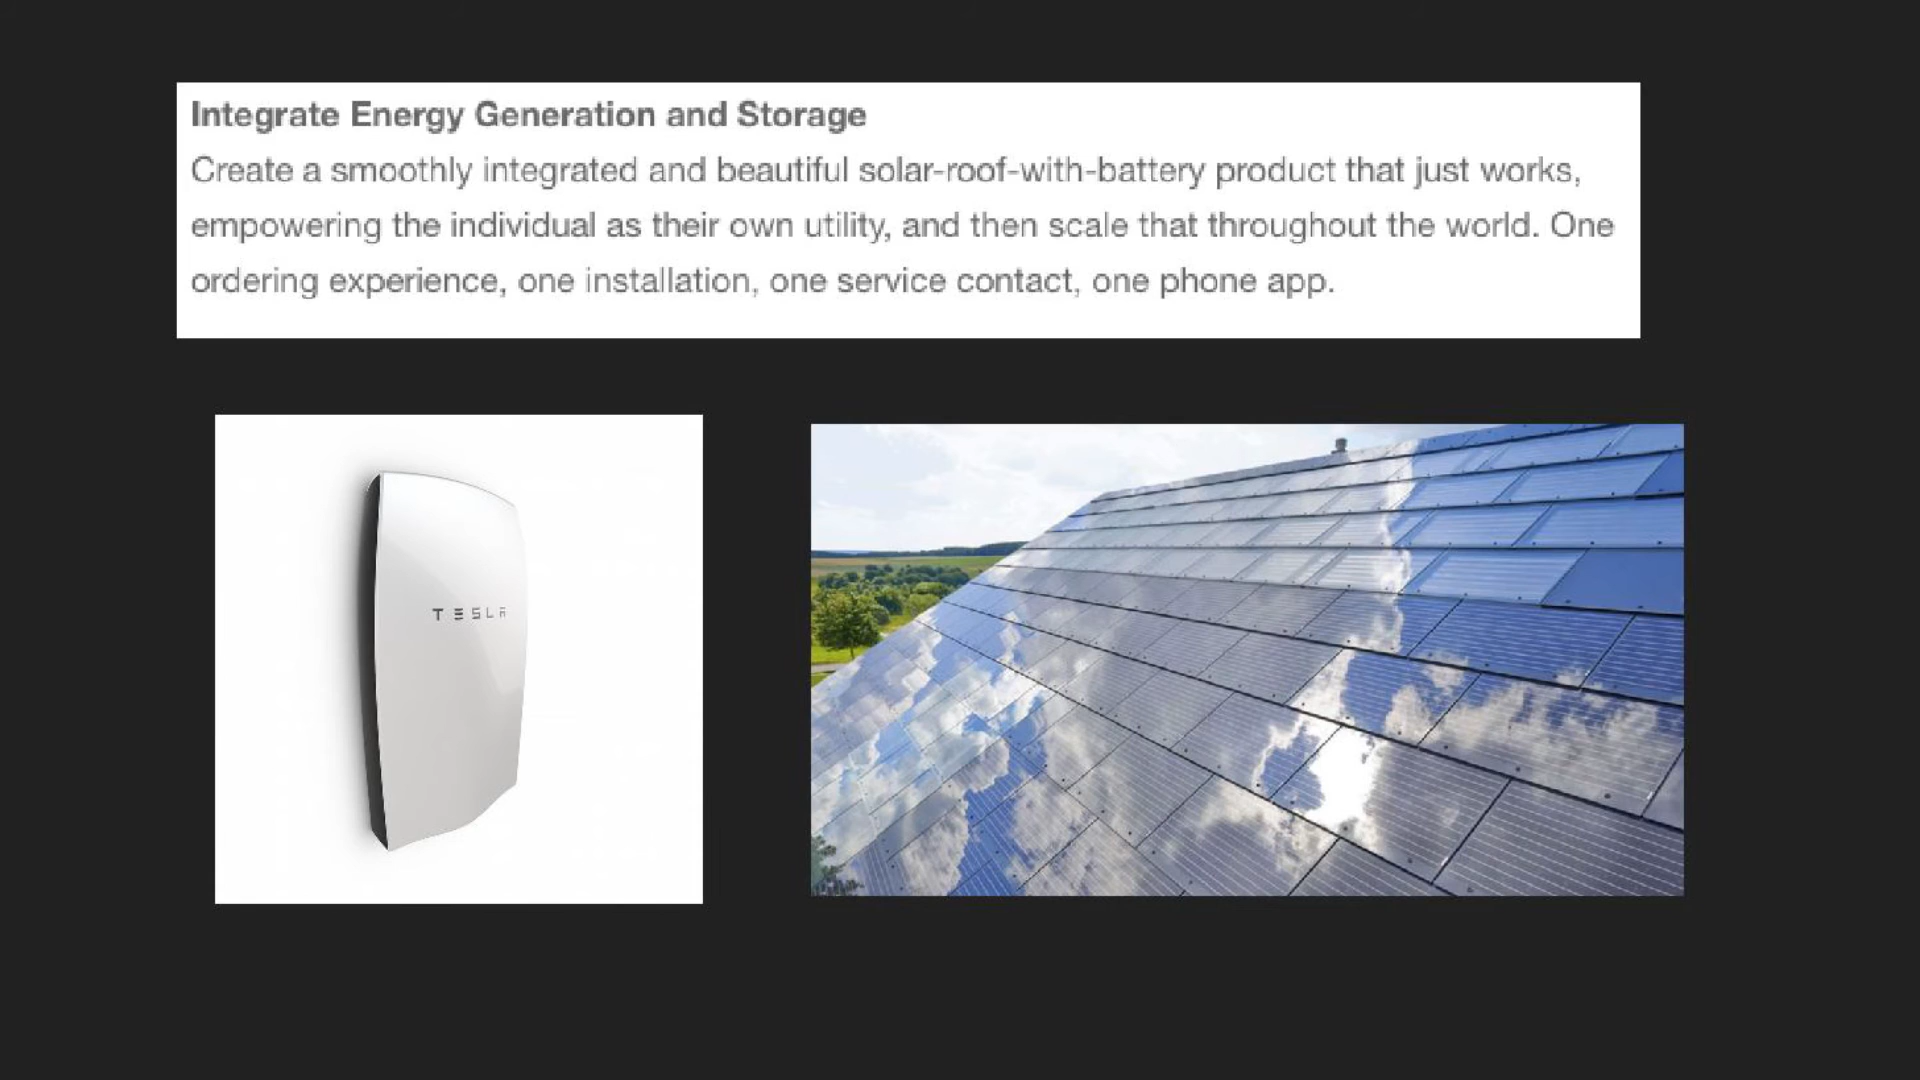 Integrate Energy Generation and Storage
Create a smoothly integrated and beautiful solar-roof-with-battery product that just works,
empowering the individual as their own utility, and then scale that throughout the world. One
ordering experience, one installation, one service contact, one phone app.
TESLA